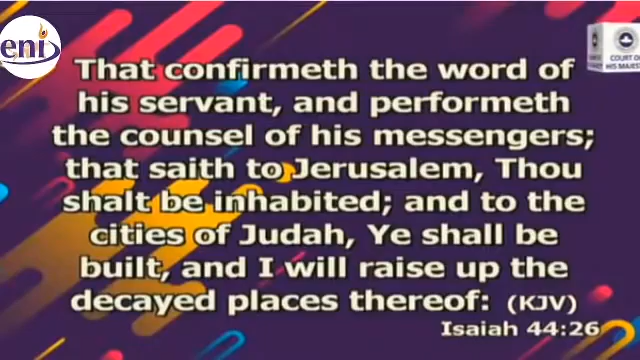 eni
COURT OF
HIS MAJES
That confirmeth the word of
his servant, and performeth
the counsel of his messengers;
that saith to Jerusalem, Thou
shalt be inhabited; and to the
cities of Judah, Ye shall be
built, and I will raise up the
decayed places thereof: (KJV)
Isaiah 44:26